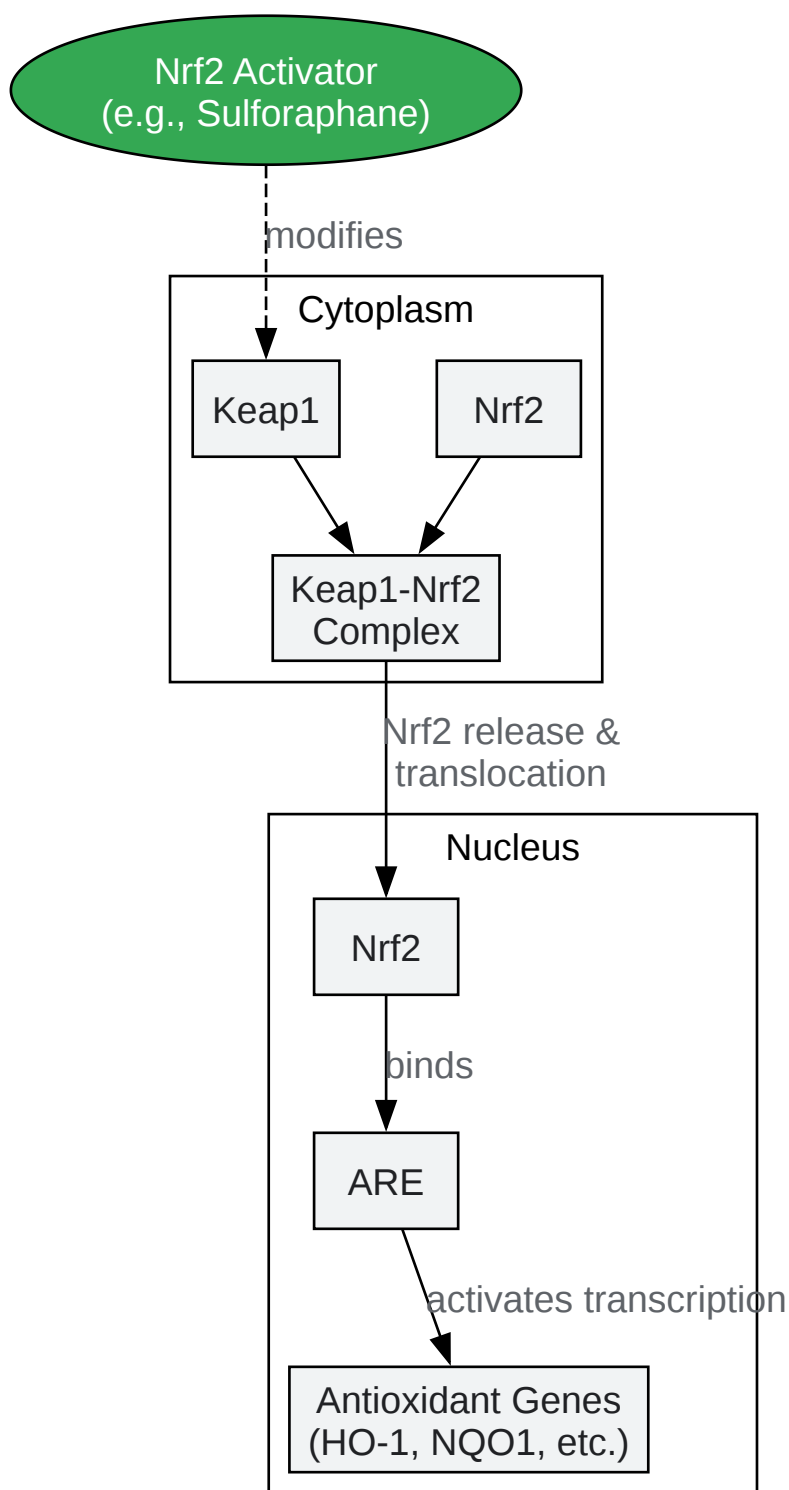 Nrf2 Activator
(e.g., Sulforaphane)
modifies
Cytoplasm
Keap1
Nrf2
Keap1-Nrf2
Complex
Nrf2 release &
translocation
Nucleus
Nrf2
binds
ARE
activates transcription
Antioxidant Genes
(HO-1, NQO1, etc.)